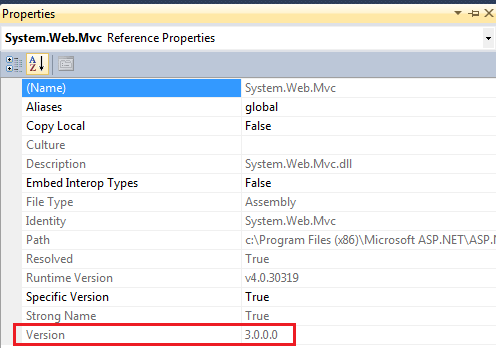 Properties
System.Web.Mvc Reference Properties
(Name) System.Web.Mvc
Aliases global
Copy Local False
Culture
Description System.Web.Mvc.dll
Embed Interop Types False
File Type Assembly
Identity System.Web.Mvc
Path c:\Program Files (x86)\Microsoft ASP.NET\ASP.
Resolved True
Runtime Version v4.0.30319
Specific Version True
Strong Name True
Version 3.0.0.0